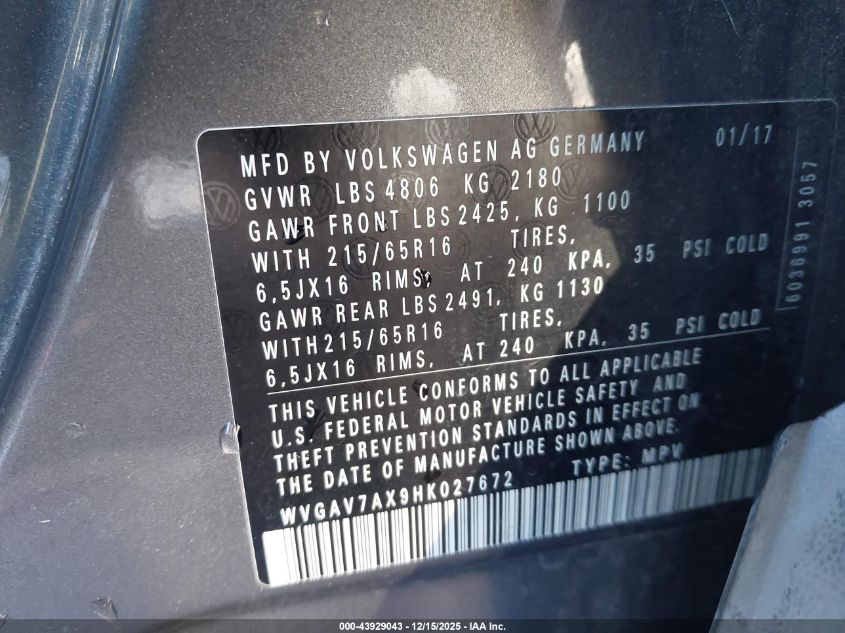 MFD BY VOLKSWAGEN AG GERMANY 01/17
GVWR LBS 4806 KG 2180
GAWR FRONT LBS 2425, KG 1100
WITH 215/65R16 TIRES,
6,5JX16 RIMS, AT 240 KPA, 35 PSI COLD
GAWR REAR LBS 2491, KG 1130
WITH 215/65R16 TIRES,
6,5JX16 RIMS, AT 240 KPA, 35 PSI COLD
THIS VEHICLE CONFORMS TO ALL APPLICABLE
U.S. FEDERAL MOTOR VEHICLE SAFETY AND
THEFT PREVENTION STANDARDS IN EFFECT ON
THE DATE OF MANUFACTURE SHOWN ABOVE.
WVGAV7AX9HK027672 TYPE: MPV
6036991 3057
000-43929043 - 12/15/2025 - IAA Inc.